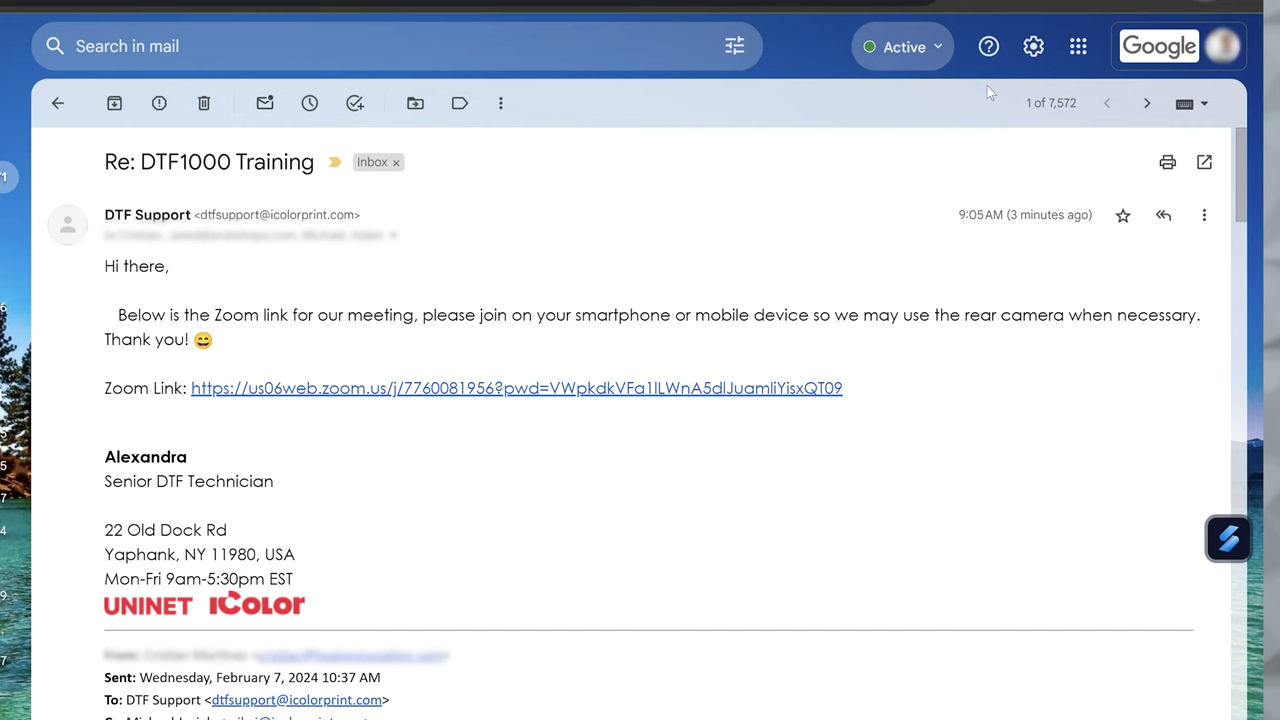 Search in mail
Active
Google
1 of 7,572
Re: DTF1000 Training
Inbox ×
DTF Support <dtfsupport@icolorprint.com>
9:05 AM (3 minutes ago)
Hi there,
Below is the Zoom link for our meeting, please join on your smartphone or mobile device so we may use the rear camera when necessary.
Thank you! 😄
Zoom Link: https://us06web.zoom.us/j/7760081956?pwd=VWpkdkVFa1lLWnA5dlJuamliYisxQT09
Alexandra
Senior DTF Technician
22 Old Dock Rd
Yaphank, NY 11980, USA
Mon-Fri 9am-5:30pm EST
UNINET iColor
Sent: Wednesday, February 7, 2024 10:37 AM
To: DTF Support <dtfsupport@icolorprint.com>